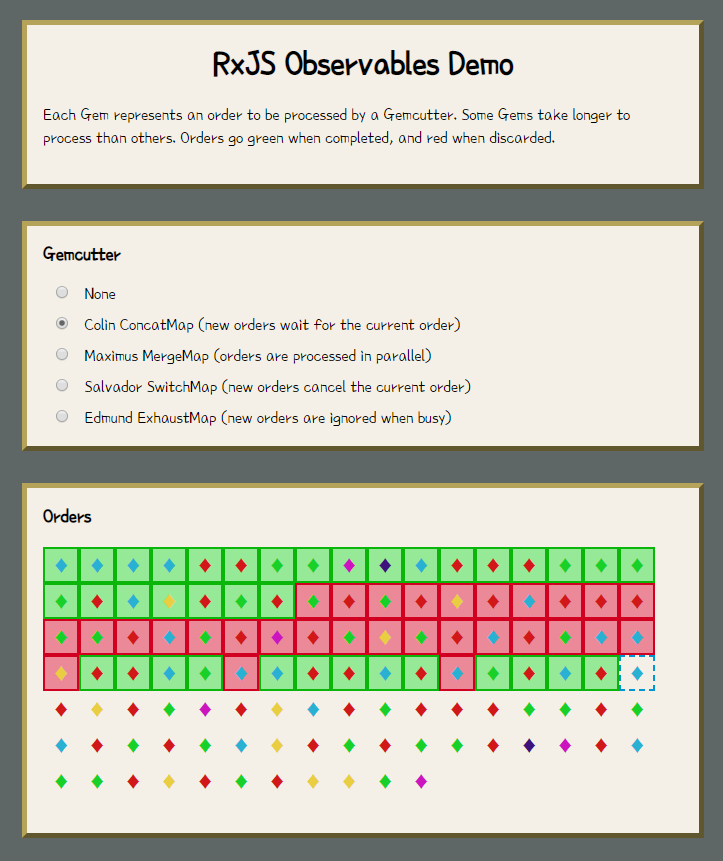 RxJS Observables Demo
Each Gem represents an order to be processed by a Gemcutter. Some Gems take longer to
process than others. Orders go green when completed, and red when discarded.
Gemcutter
None
Colin ConcatMap (new orders wait for the current order)
Maximus MergeMap (orders are processed in parallel)
Salvador SwitchMap (new orders cancel the current order)
Edmund ExhaustMap (new orders are ignored when busy)
Orders